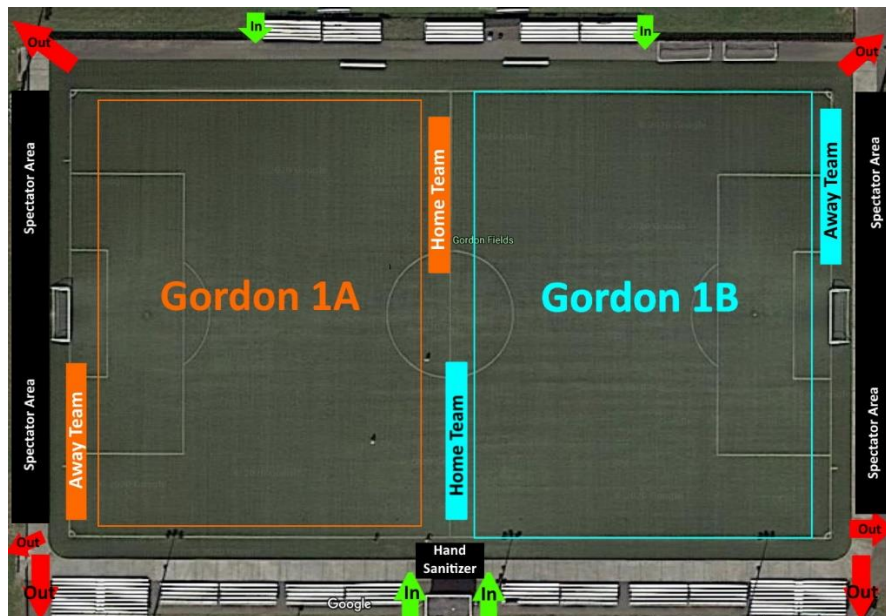 In
In
Out
Out
Spectator Area
Spectator Area
Home Team
Away Team
Gordon Fields
Gordon 1A
Gordon 1B
Spectator Area
Spectator Area
Away Team
Home Team
Out
Out
Hand
Sanitizer
Out
In
In
Out
Google